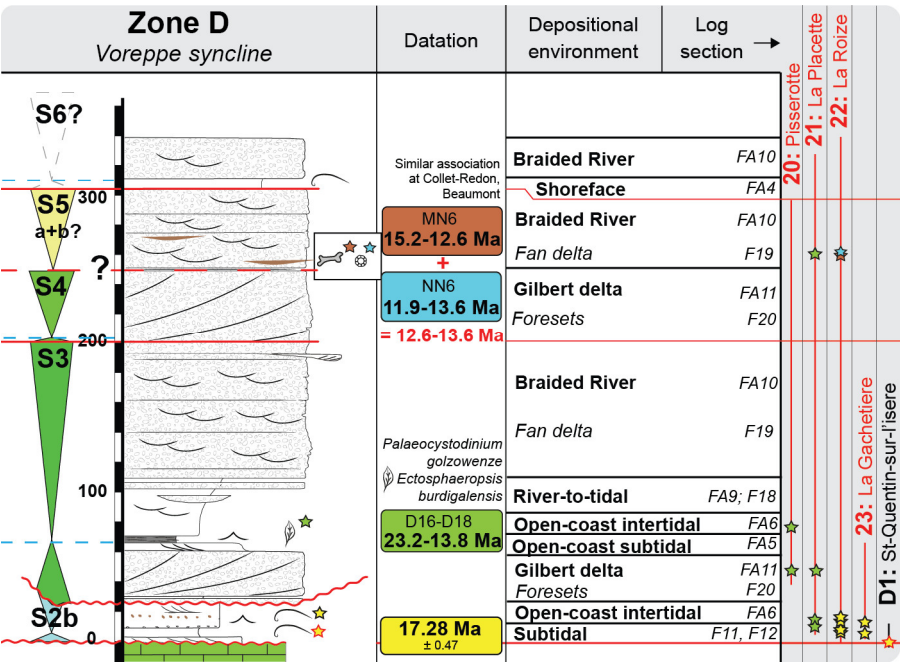 Zone D
Voreppe syncline
Datation
Depositional
environment
Log
section
S6?
S5
a+b?
?
S4
S3
S2b
300
200
100
0
Similar association
at Collet-Redon,
Beaumont
MN6
15.2-12.6 Ma
+
NN6
11.9-13.6 Ma
= 12.6-13.6 Ma
Palaeocystodinium
golzowenze
Ectosphaeropsis
burdigalensis
D16-D18
23.2-13.8 Ma
17.28 Ma
± 0.47
Braided River FA10
Shoreface FA4
Braided River FA10
Fan delta F19
Gilbert delta FA11
Foresets F20
Braided River FA10
Fan delta F19
River-to-tidal FA9; F18
Open-coast intertidal FA6
Open-coast subtidal FA5
Gilbert delta FA11
Foresets F20
Open-coast intertidal FA6
Subtidal F11, F12
20: Pisserotte
21: La Placette
22: La Roize
23: La Gachetiere
D1: St-Quentin-sur-l'isere